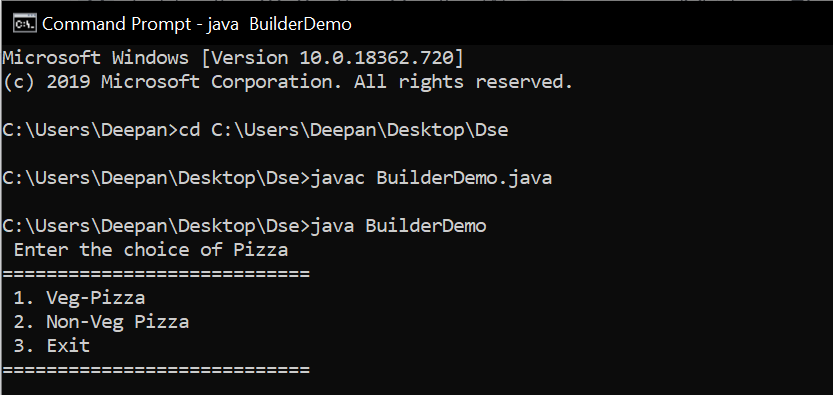 Command Prompt - java  BuilderDemo
Microsoft Windows [Version 10.0.18362.720]
(c) 2019 Microsoft Corporation. All rights reserved.
C:\Users\Deepan>cd C:\Users\Deepan\Desktop\Dse
C:\Users\Deepan\Desktop\Dse>javac BuilderDemo.java
C:\Users\Deepan\Desktop\Dse>java BuilderDemo
 Enter the choice of Pizza
============================
 1. Veg-Pizza
 2. Non-Veg Pizza
 3. Exit
============================